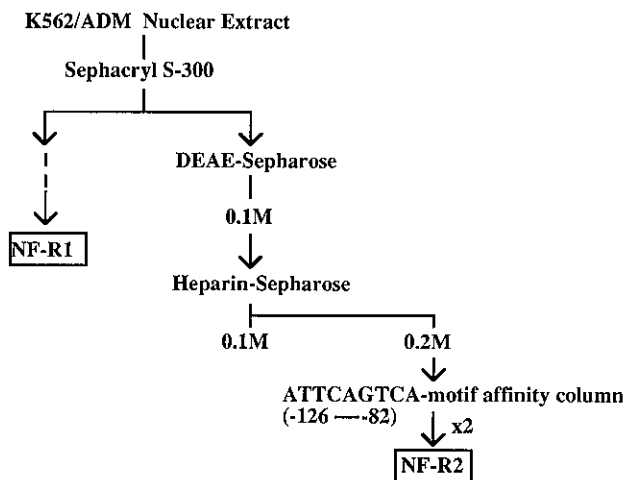 K562/ADM Nuclear Extract
Sephacryl S-300
DEAE-Sepharose
0.1M
NF-R1
Heparin-Sepharose
0.1M 0.2M
ATTCAGTCA-motif affinity column
(-126 — -82)
x2
NF-R2